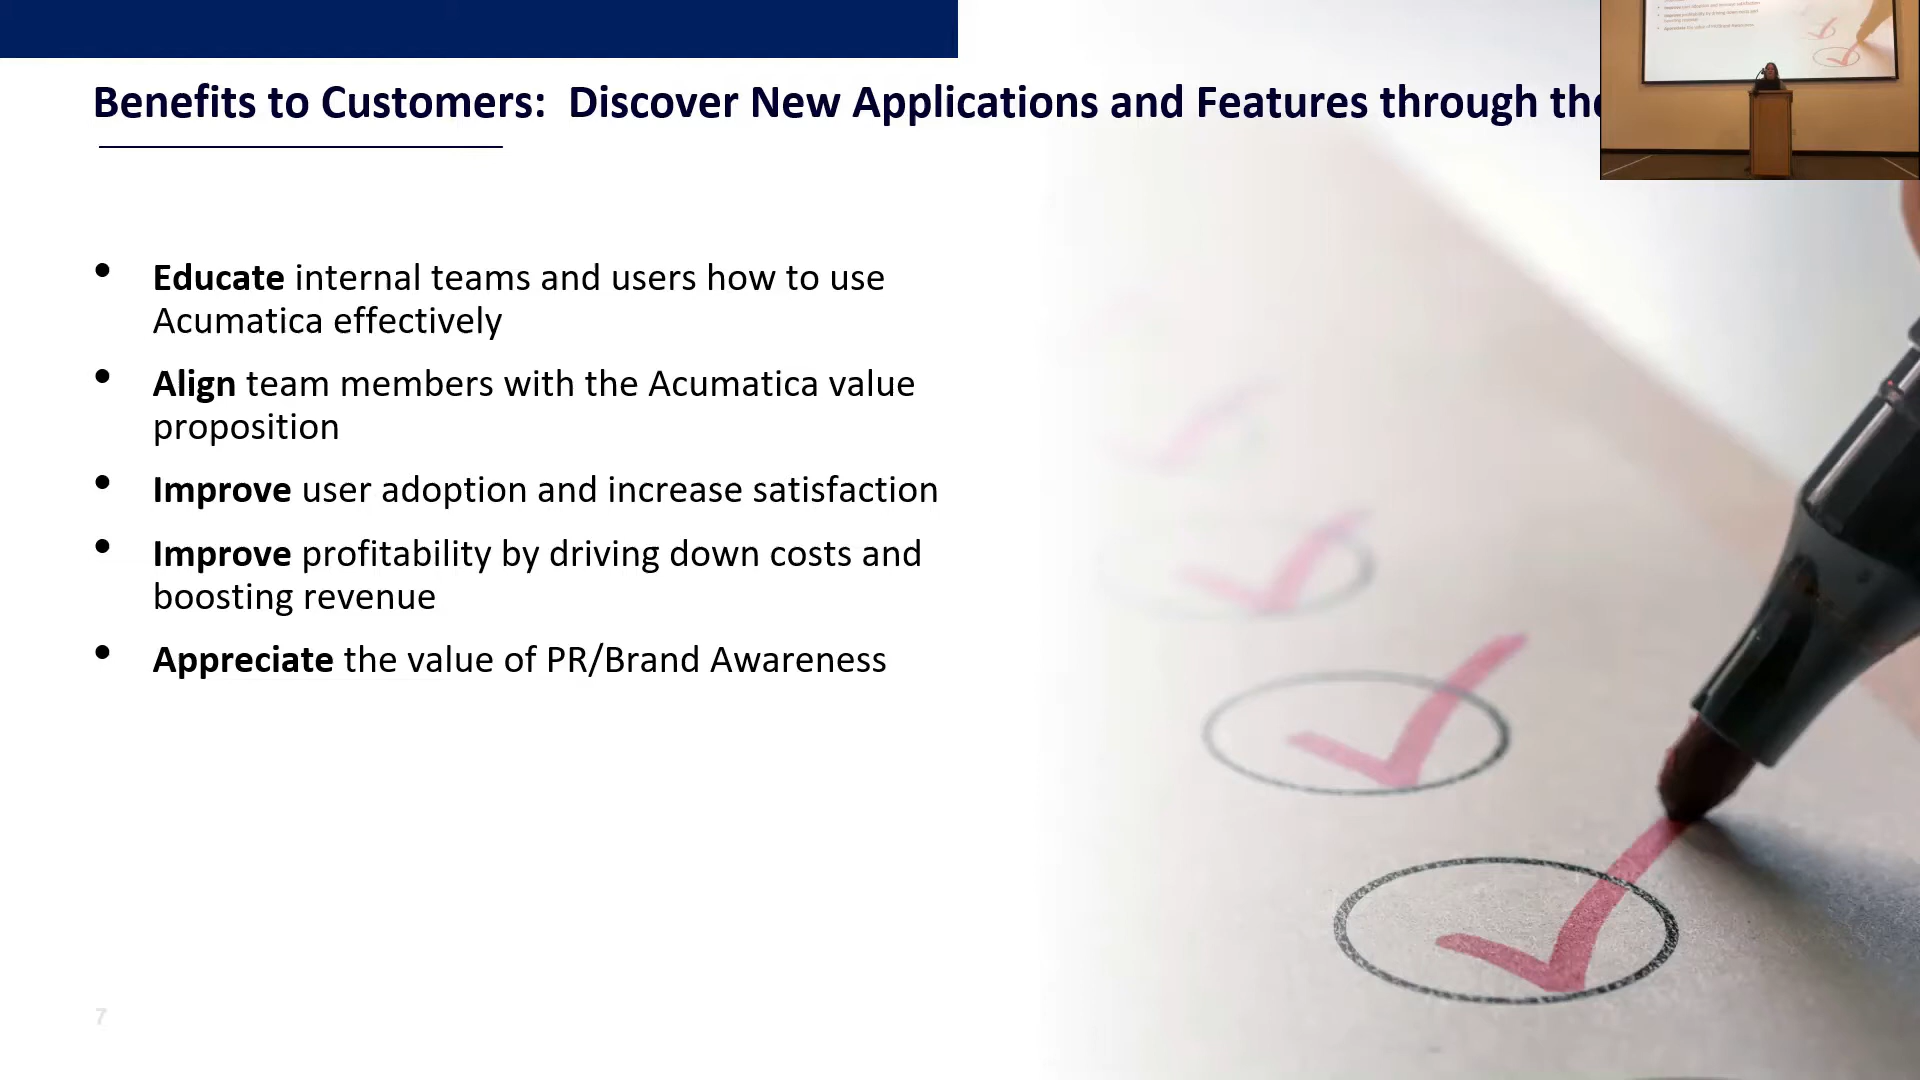 Benefits to Customers: Discover New Applications and Features through the
• Educate internal teams and users how to use
Acumatica effectively
• Align team members with the Acumatica value
proposition
• Improve user adoption and increase satisfaction
• Improve profitability by driving down costs and
boosting revenue
• Appreciate the value of PR/Brand Awareness
7